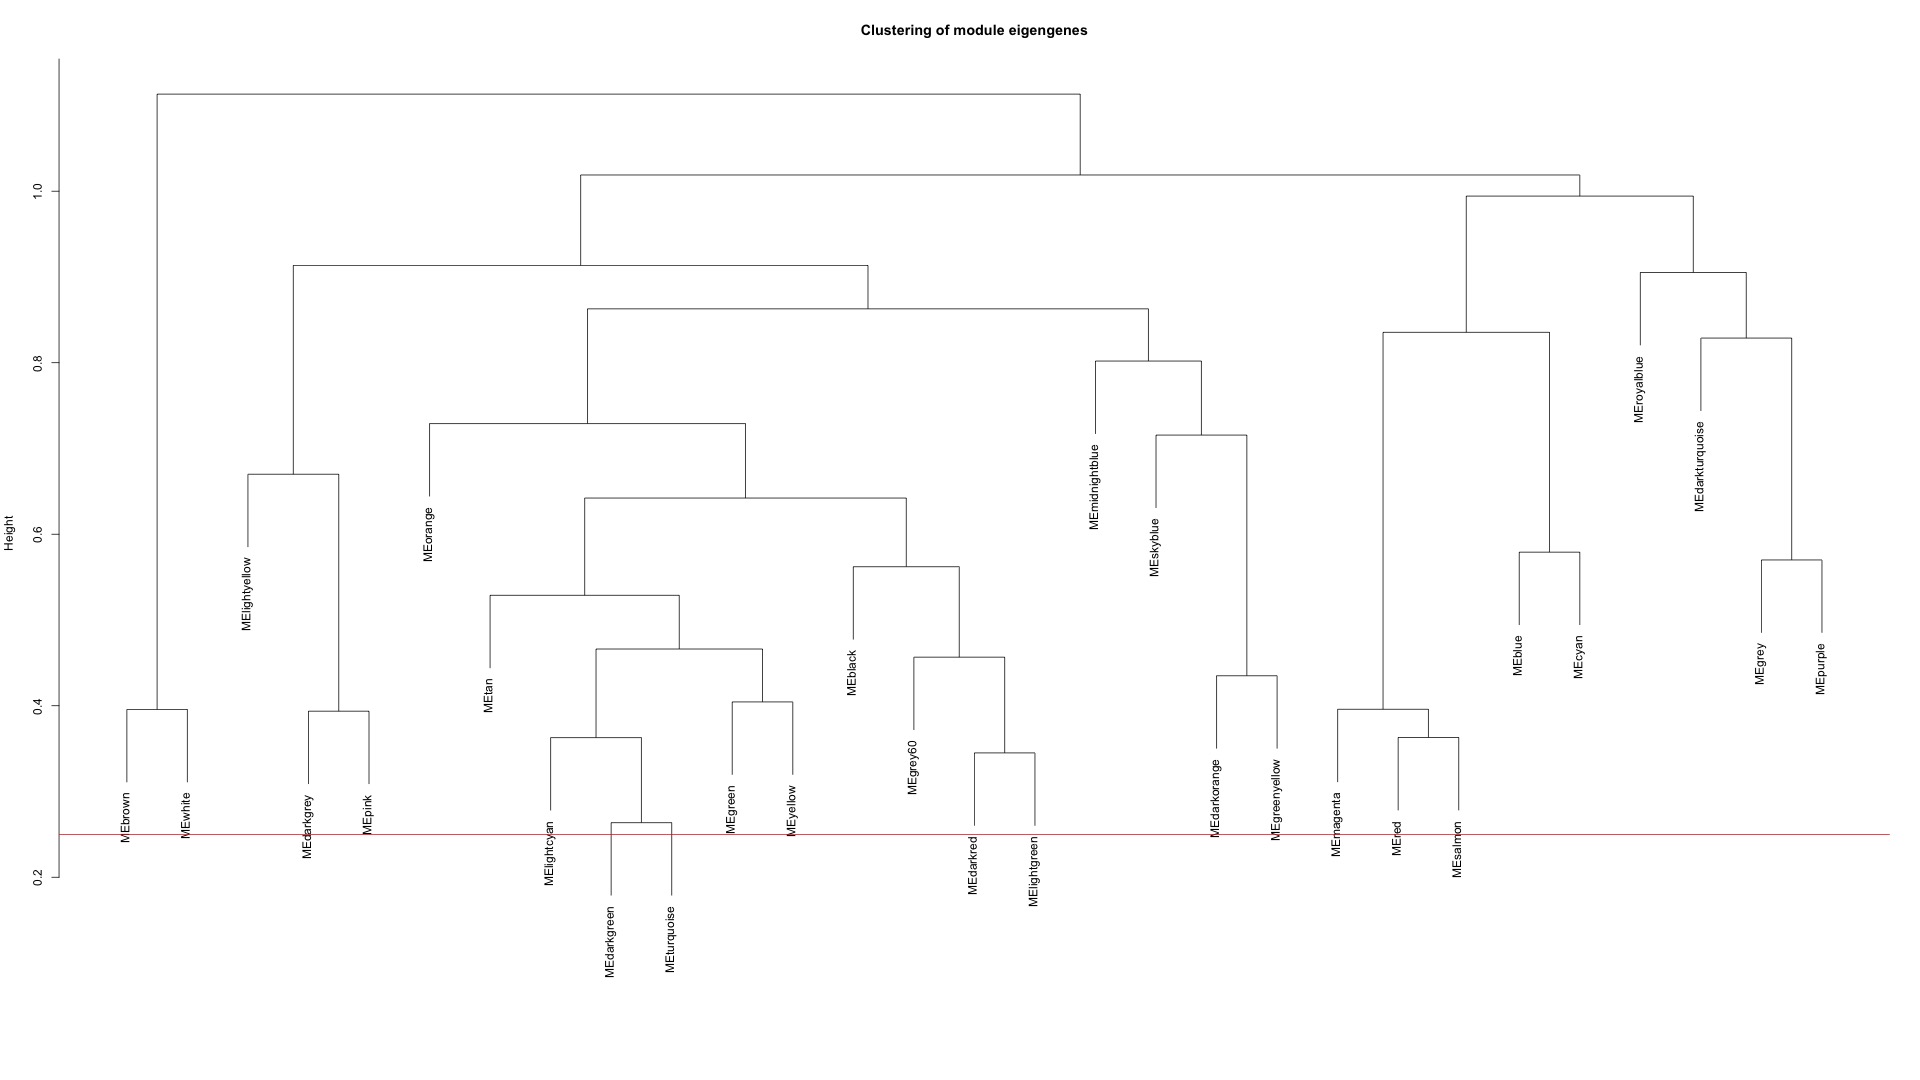 Clustering of module eigengenes
Height
1.0
0.8
0.6
0.4
0.2
MEbrown
MEwhite
MElightyellow
MEdarkgrey
MEpink
MEorange
MEtan
MElightcyan
MEdarkgreen
MEturquoise
MEgreen
MEyellow
MEblack
MEgrey60
MEdarkred
MElightgreen
MEmidnightblue
MEskyblue
MEdarkorange
MEgreenyellow
MEmagenta
MEred
MEsalmon
MEblue
MEcyan
MEroyalblue
MEdarkturquoise
MEgrey
MEpurple